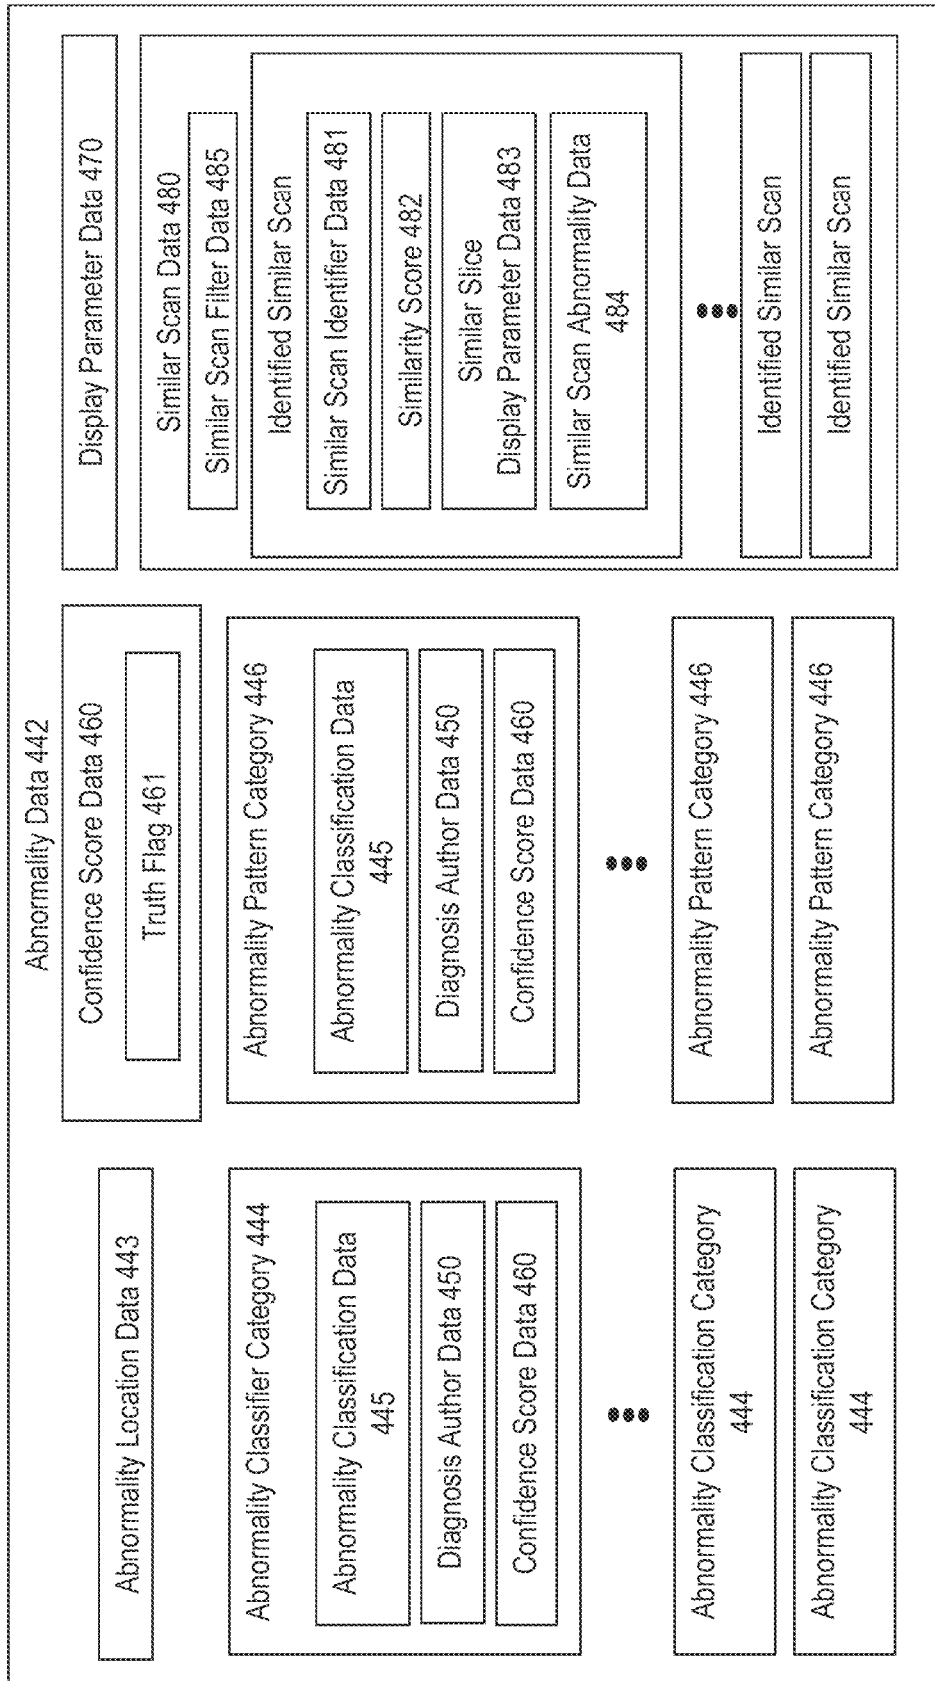 Abnormality Data 442
Abnormality Location Data 443
Abnormality Classifier Category 444
Abnormality Classification Data
445
Diagnosis Author Data 450
Confidence Score Data 460
Abnormality Classification Category
444
Abnormality Classification Category
444
Confidence Score Data 460
Truth Flag 461
Abnormality Pattern Category 446
Abnormality Classification Data
445
Diagnosis Author Data 450
Confidence Score Data 460
Abnormality Pattern Category 446
Abnormality Pattern Category 446
Display Parameter Data 470
Similar Scan Data 480
Similar Scan Filter Data 485
Identified Similar Scan
Similar Scan Identifier Data 481
Similarity Score 482
Similar Slice
Display Parameter Data 483
Similar Scan Abnormality Data
484
Identified Similar Scan
Identified Similar Scan